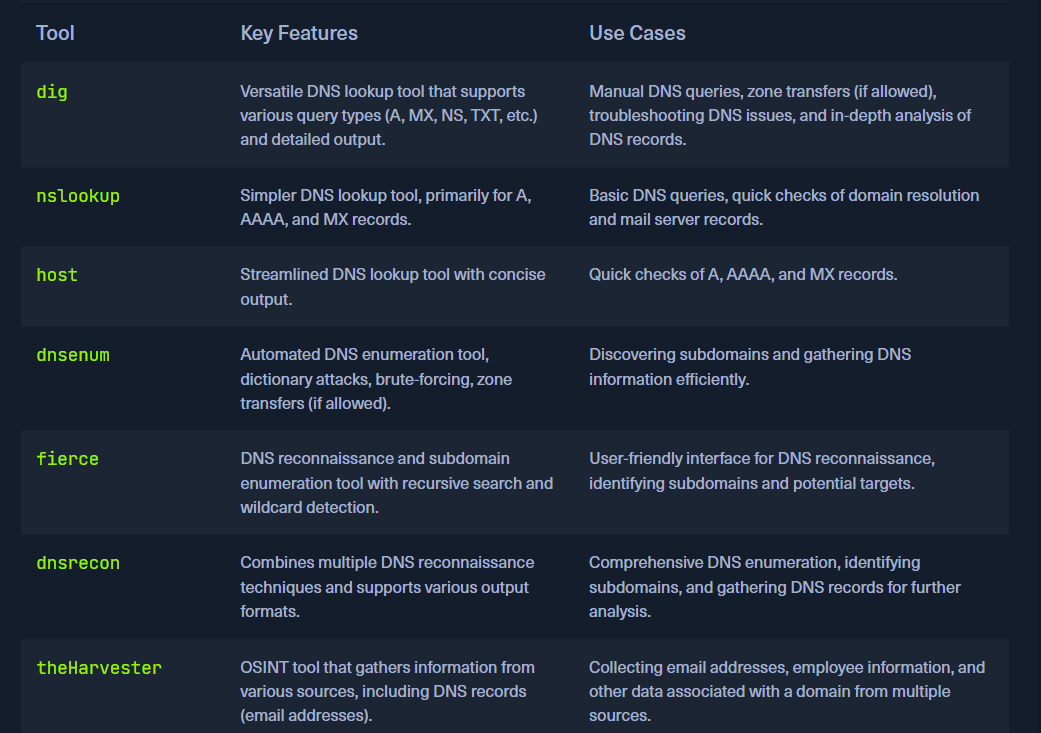 Tool Key Features Use Cases
dig
Versatile DNS lookup tool that supports
various query types (A, MX, NS, TXT, etc.)
and detailed output.
Manual DNS queries, zone transfers (if allowed),
troubleshooting DNS issues, and in-depth analysis of
DNS records.
nslookup
Simpler DNS lookup tool, primarily for A,
AAAA, and MX records.
Basic DNS queries, quick checks of domain resolution
and mail server records.
host
Streamlined DNS lookup tool with concise
output.
Quick checks of A, AAAA, and MX records.
dnsenum
Automated DNS enumeration tool,
dictionary attacks, brute-forcing, zone
transfers (if allowed).
Discovering subdomains and gathering DNS
information efficiently.
fierce
DNS reconnaissance and subdomain
enumeration tool with recursive search and
wildcard detection.
User-friendly interface for DNS reconnaissance,
identifying subdomains and potential targets.
dnsrecon
Combines multiple DNS reconnaissance
techniques and supports various output
formats.
Comprehensive DNS enumeration, identifying
subdomains, and gathering DNS records for further
analysis.
theHarvester
OSINT tool that gathers information from
various sources, including DNS records
(email addresses).
Collecting email addresses, employee information, and
other data associated with a domain from multiple
sources.